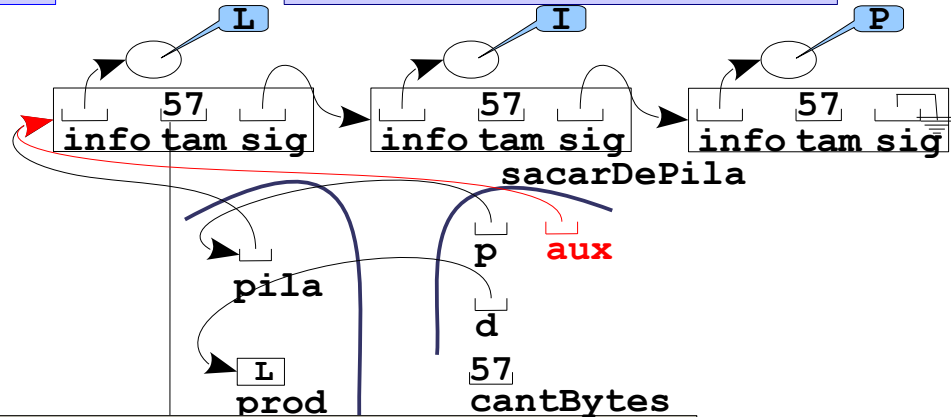 L I P
57 57 57
info tam sig info tam sig info tam sig
sacarDePila
p aux
pila
d
L 57
prod cantBytes